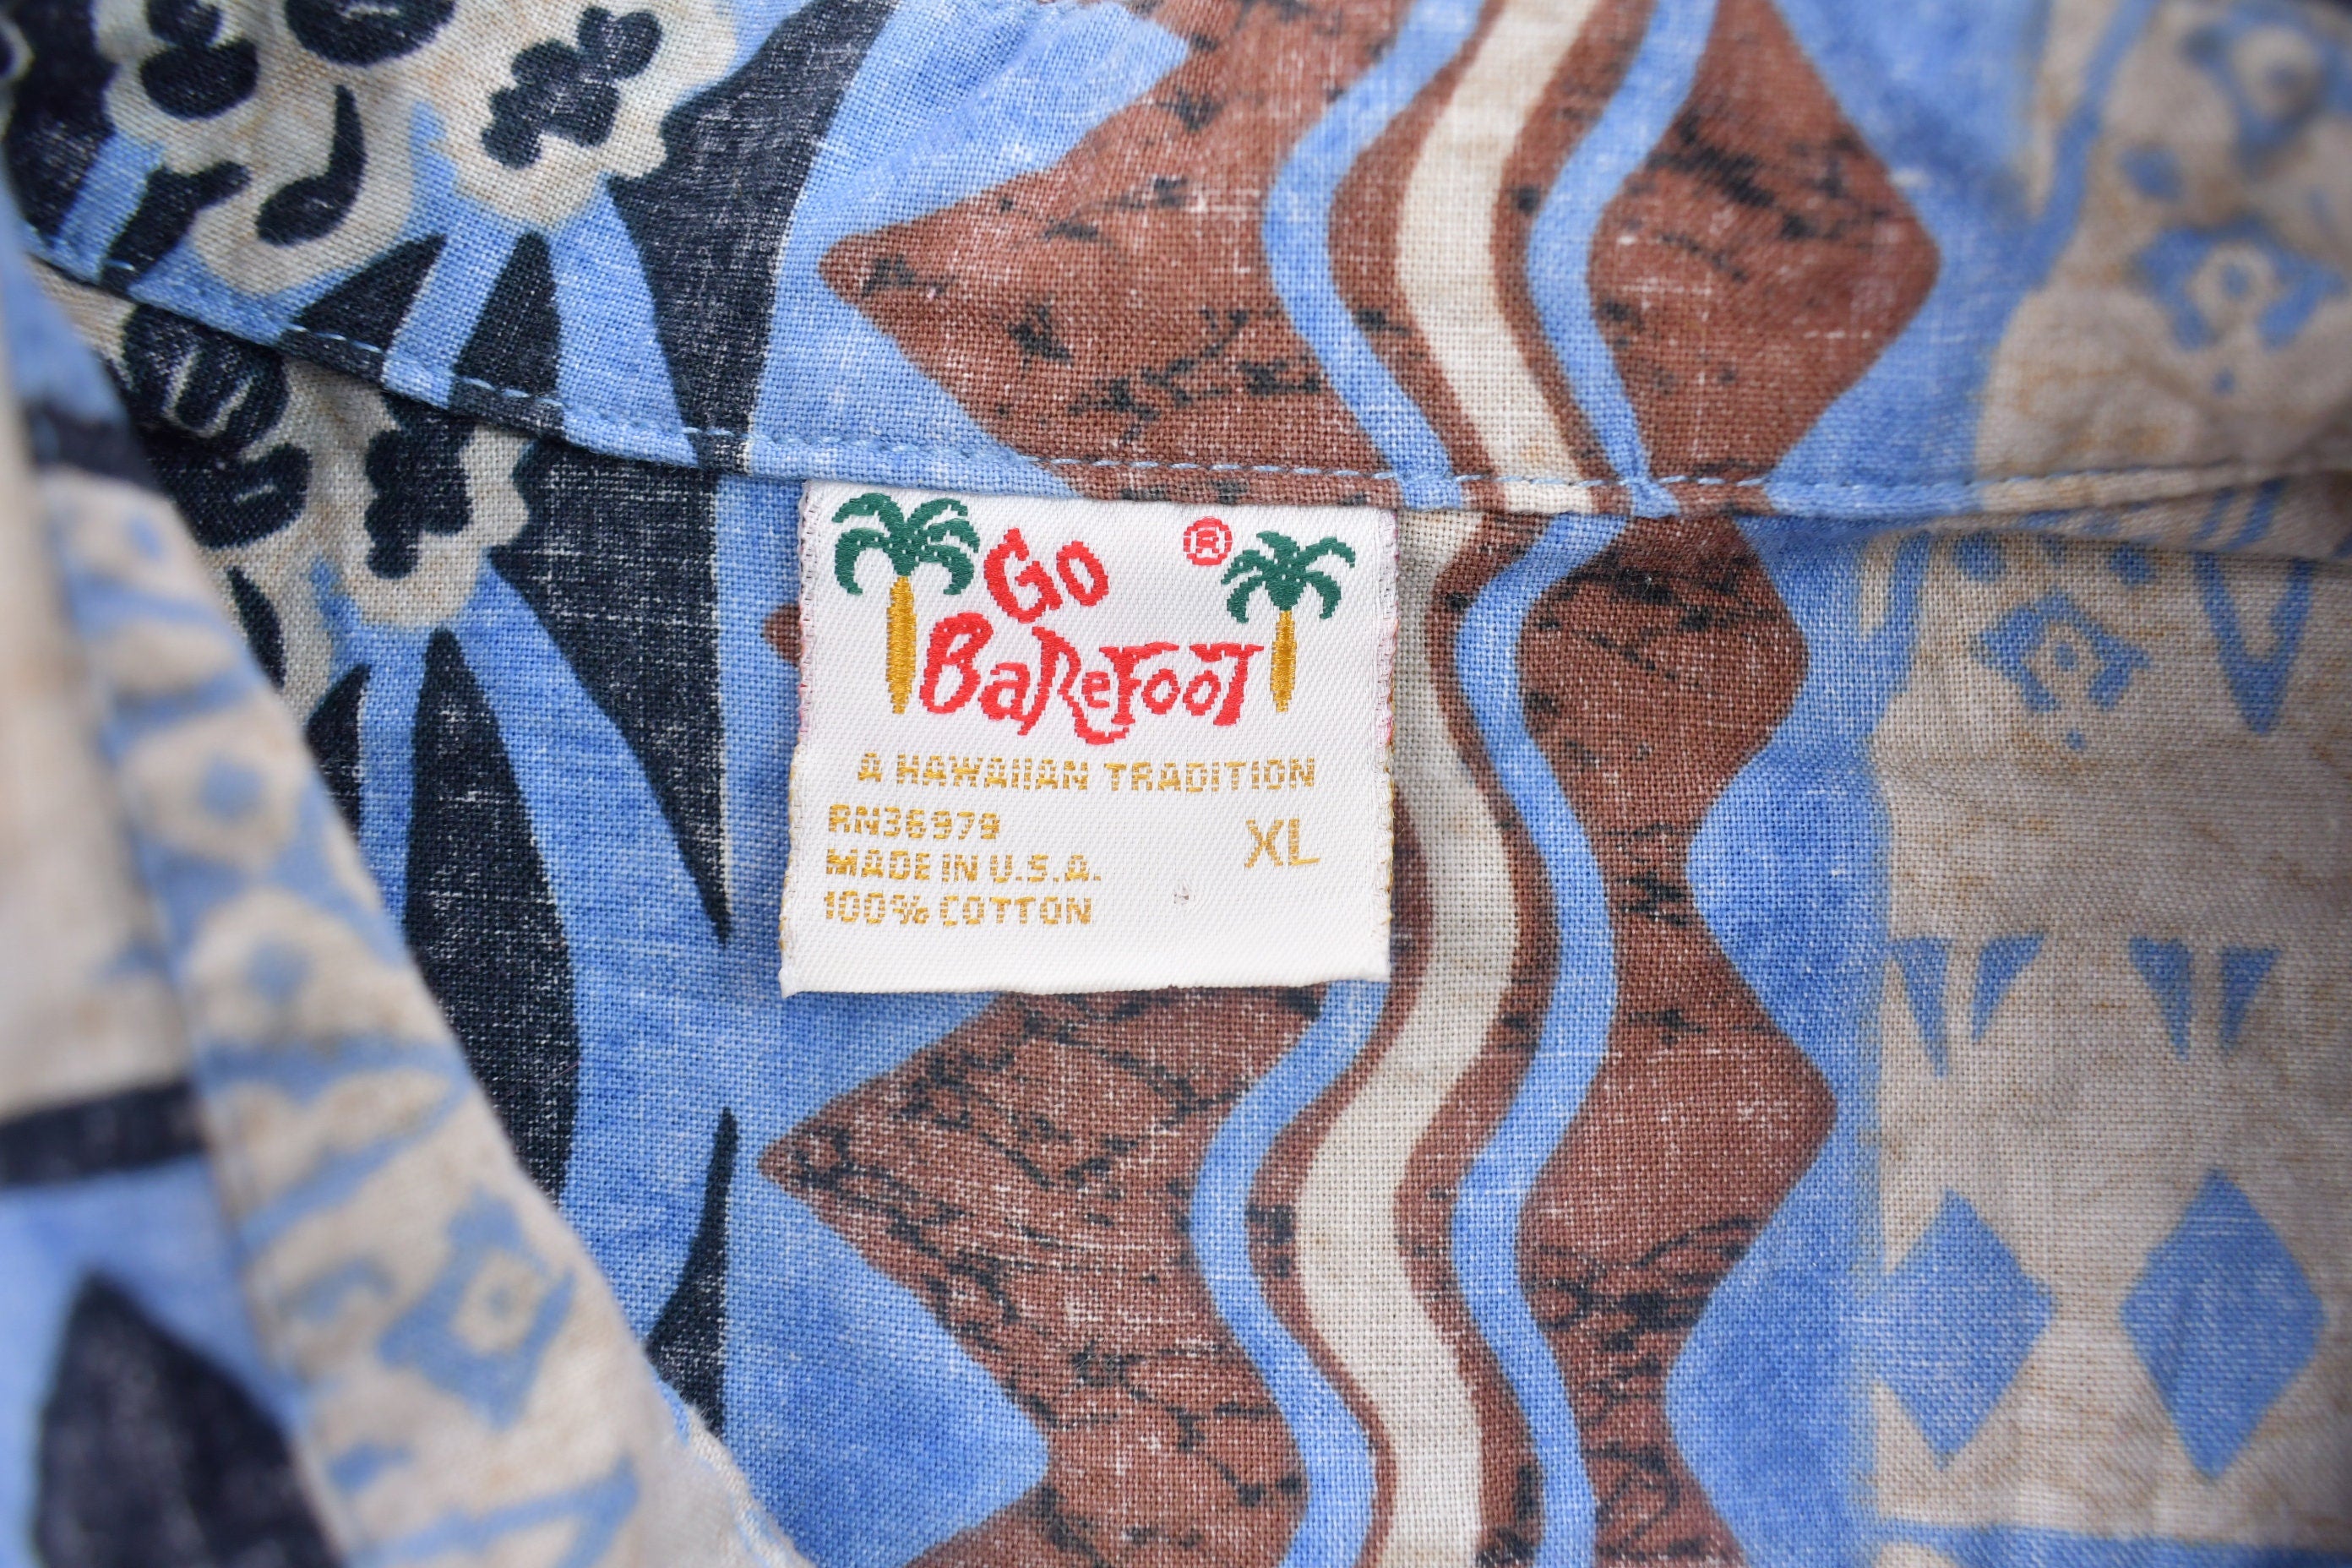 Go ®
BaReFooT
A HAWAIIAN TRADITION
RN36979
XL
MADE IN U.S.A.
100% COTTON